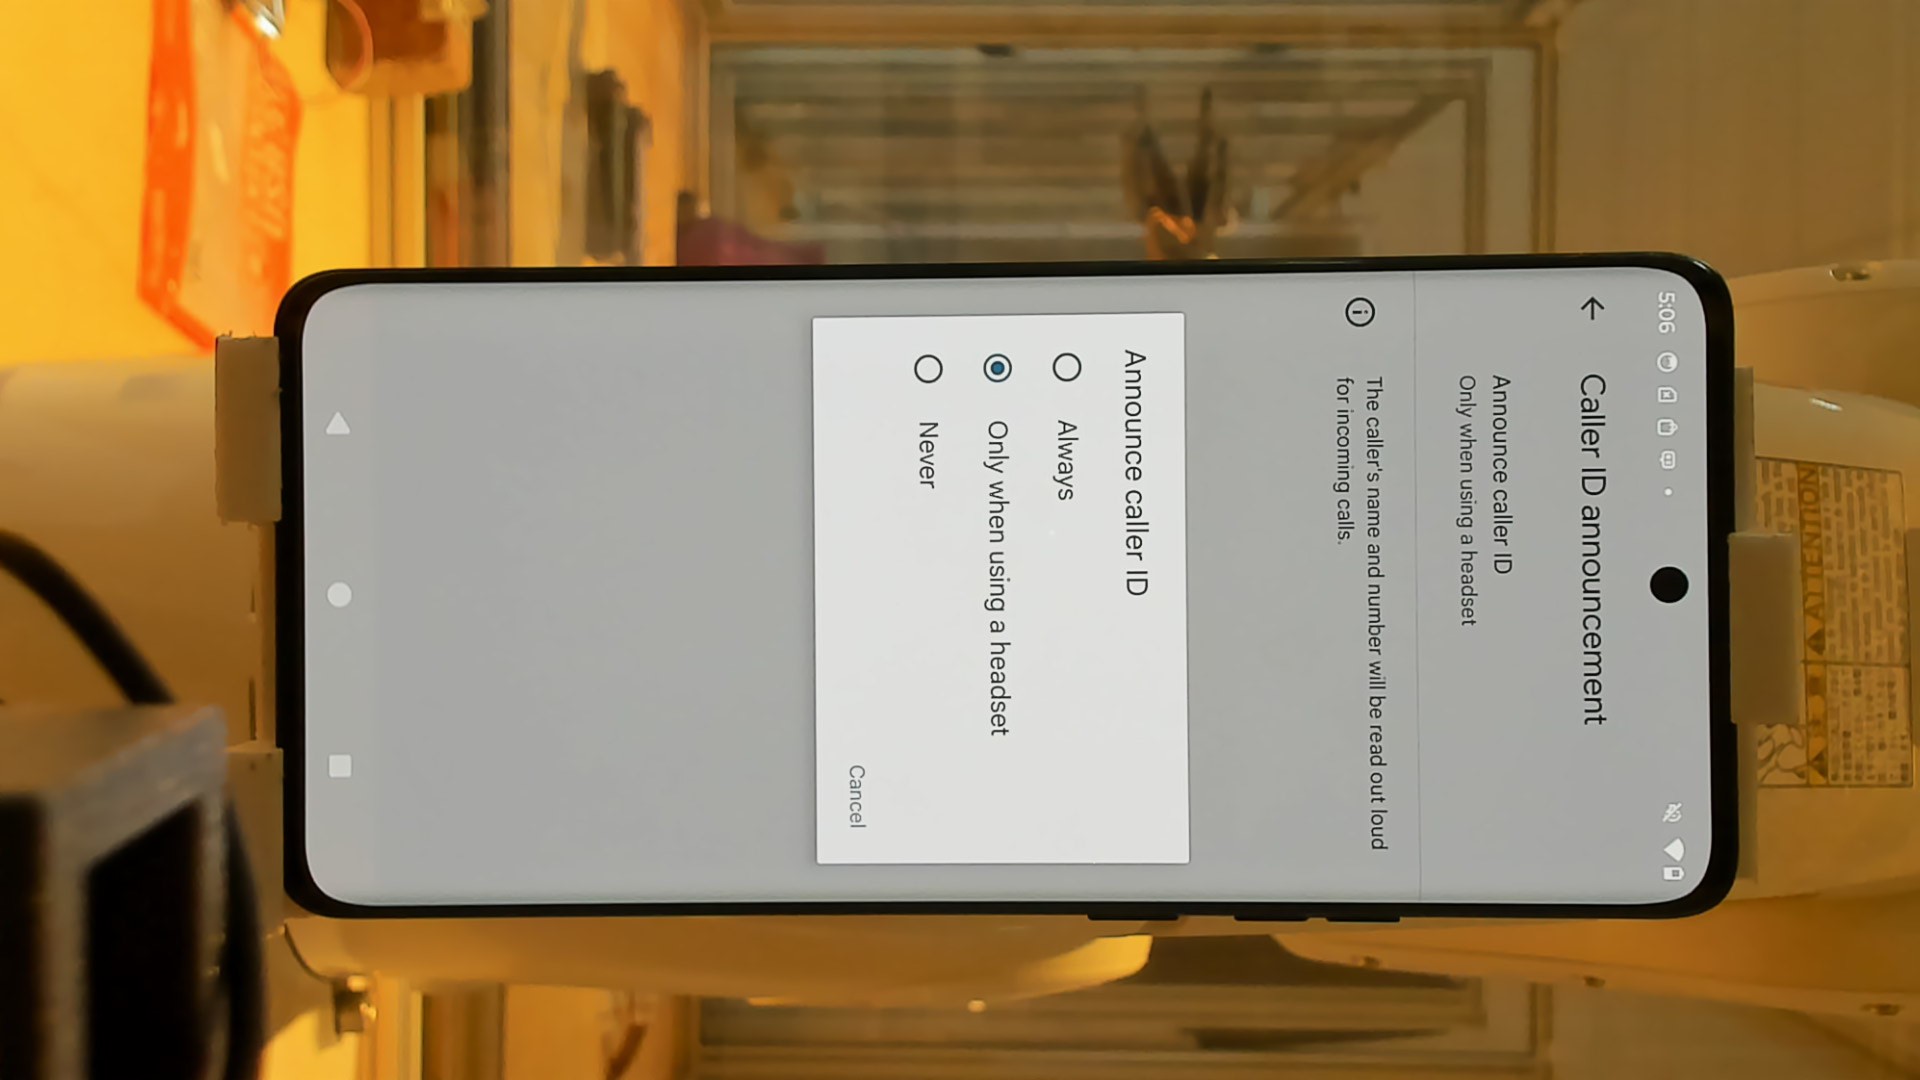 5:06
Caller ID announcement
Announce caller ID
Only when using a headset
The caller's name and number will be read out loud
for incoming calls.
Announce caller ID
Always
Only when using a headset
Never
Cancel
ATTENTION